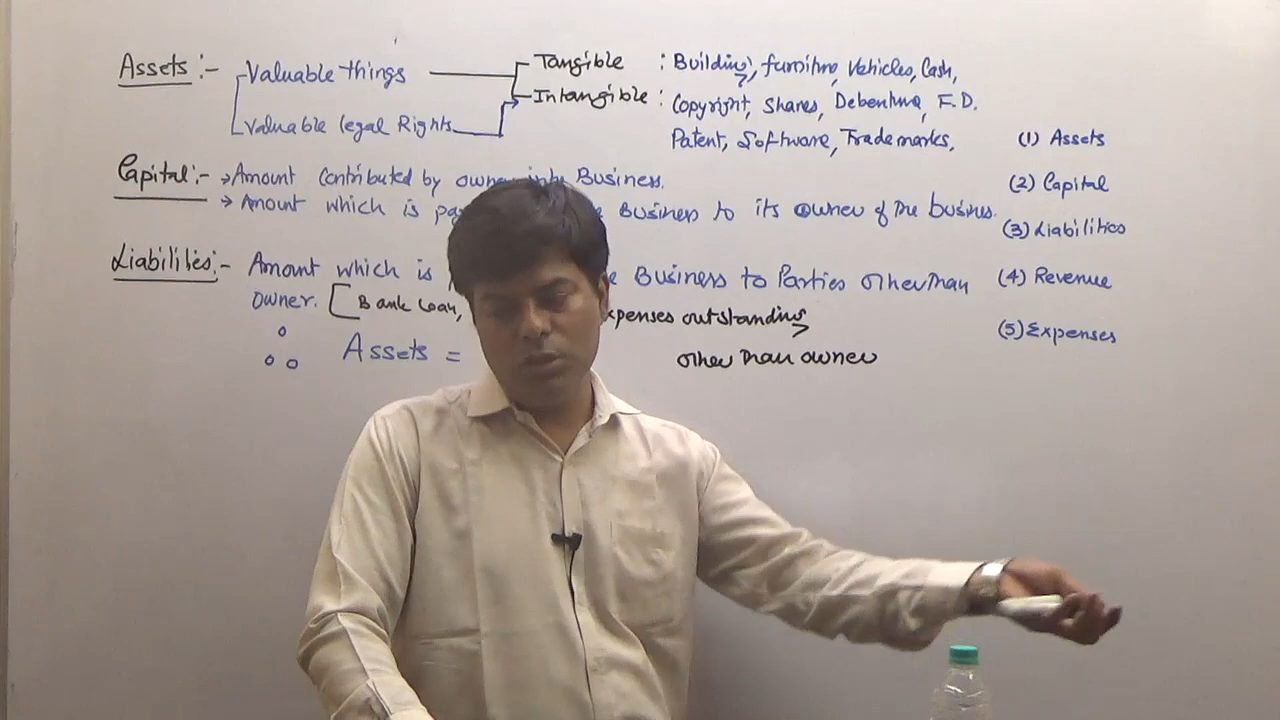 Assets :- Valuable things Tangible : Building, furniture, Vehicles, Cash,
Intangible : Copyright, Shares, Debenture, F.D.
Valuable legal Rights
Patent, Software, Trademarks,
(1) Assets
Capital :- → Amount contributed by owner into Business.
(2) Capital
→ Amount which is Business to its owner of the busines.
(3) Liabilities
Liabilities :- Amount which is Business to Parties other than
(4) Revenue
owner. [ Bank loan, expenses outstanding
(5) Expenses
∴ Assets = other than owner